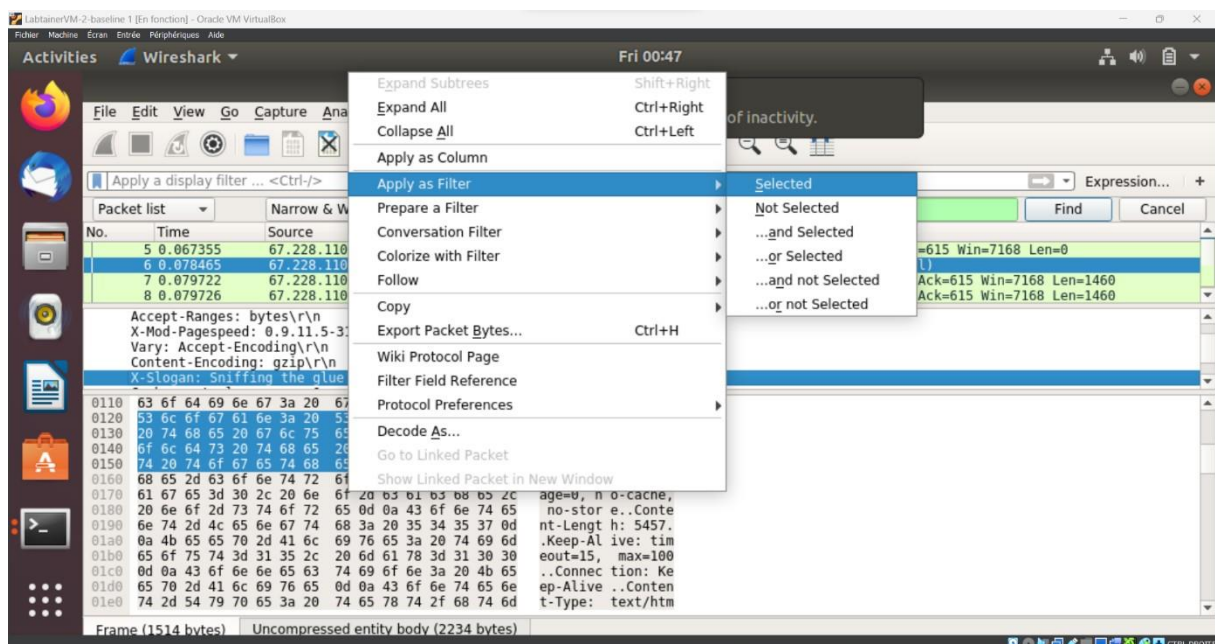 LabtainerVM-2-baseline 1 [En fonction] - Oracle VM VirtualBox
Fichier Machine Écran Entrée Périphériques Aide
Activities Wireshark Fri 00:47
of inactivity.
File Edit View Go Capture Ana
Apply a display filter ... <Ctrl-/> Expression... +
Packet list Narrow & W Find Cancel
No. Time Source
5 0.067355 67.228.110 =615 Win=7168 Len=0
6 0.078465 67.228.110 l)
7 0.079722 67.228.110 Ack=615 Win=7168 Len=1460
8 0.079726 67.228.110 Ack=615 Win=7168 Len=1460
Accept-Ranges: bytes\r\n
X-Mod-Pagespeed: 0.9.11.5-31
Vary: Accept-Encoding\r\n
Content-Encoding: gzip\r\n
X-Slogan: Sniffing the glue
Expand Subtrees Shift+Right
Expand All Ctrl+Right
Collapse All Ctrl+Left
Apply as Column
Apply as Filter
Prepare a Filter
Conversation Filter
Colorize with Filter
Follow
Copy
Export Packet Bytes... Ctrl+H
Wiki Protocol Page
Filter Field Reference
Protocol Preferences
Decode As...
Go to Linked Packet
Show Linked Packet in New Window
Selected
Not Selected
...and Selected
...or Selected
...and not Selected
...or not Selected
0110 63 6f 64 69 6e 67 3a 20 67
0120 53 6c 6f 67 61 6e 3a 20 53
0130 20 74 68 65 20 67 6c 75 65
0140 6f 6c 64 73 20 74 68 65 20
0150 74 20 74 6f 67 65 74 68 65
0160 68 65 2d 63 6f 6e 74 72 6f
0170 61 67 65 3d 30 2c 20 6e 6f 2d 63 61 63 68 65 2c age=0, n o-cache,
0180 20 6e 6f 2d 73 74 6f 72 65 0d 0a 43 6f 6e 74 65 no-stor e..Conte
0190 6e 74 2d 4c 65 6e 67 74 68 3a 20 35 34 35 37 0d nt-Lengt h: 5457.
01a0 0a 4b 65 65 70 2d 41 6c 69 76 65 3a 20 74 69 6d .Keep-Al ive: tim
01b0 65 6f 75 74 3d 31 35 2c 20 6d 61 78 3d 31 30 30 eout=15, max=100
01c0 0d 0a 43 6f 6e 6e 65 63 74 69 6f 6e 3a 20 4b 65 ..Connec tion: Ke
01d0 65 70 2d 41 6c 69 76 65 0d 0a 43 6f 6e 74 65 6e ep-Alive ..Conten
01e0 74 2d 54 79 70 65 3a 20 74 65 78 74 2f 68 74 6d t-Type: text/htm
Frame (1514 bytes) Uncompressed entity body (2234 bytes)
CTRL DROITE